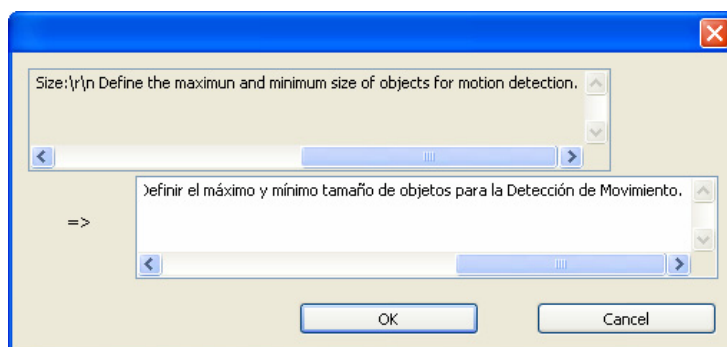 Size:\r\n Define the maximun and minimum size of objects for motion detection.
Definir el máximo y mínimo tamaño de objetos para la Detección de Movimiento.
=>
OK
Cancel